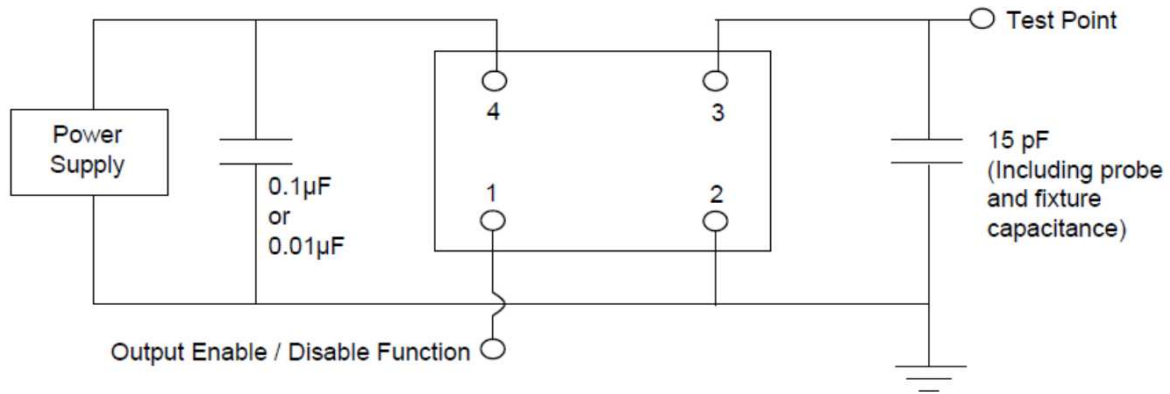 Test Point
4
3
Power
Supply
15 pF
(Including probe
and fixture
capacitance)
0.1µF
or
0.01µF
1
2
Output Enable / Disable Function